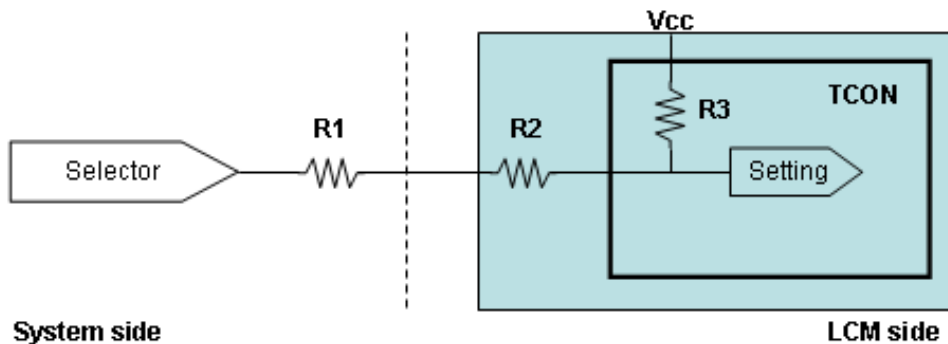 Vcc
TCON
R1
R2
R3
Selector
Setting
System side
LCM side